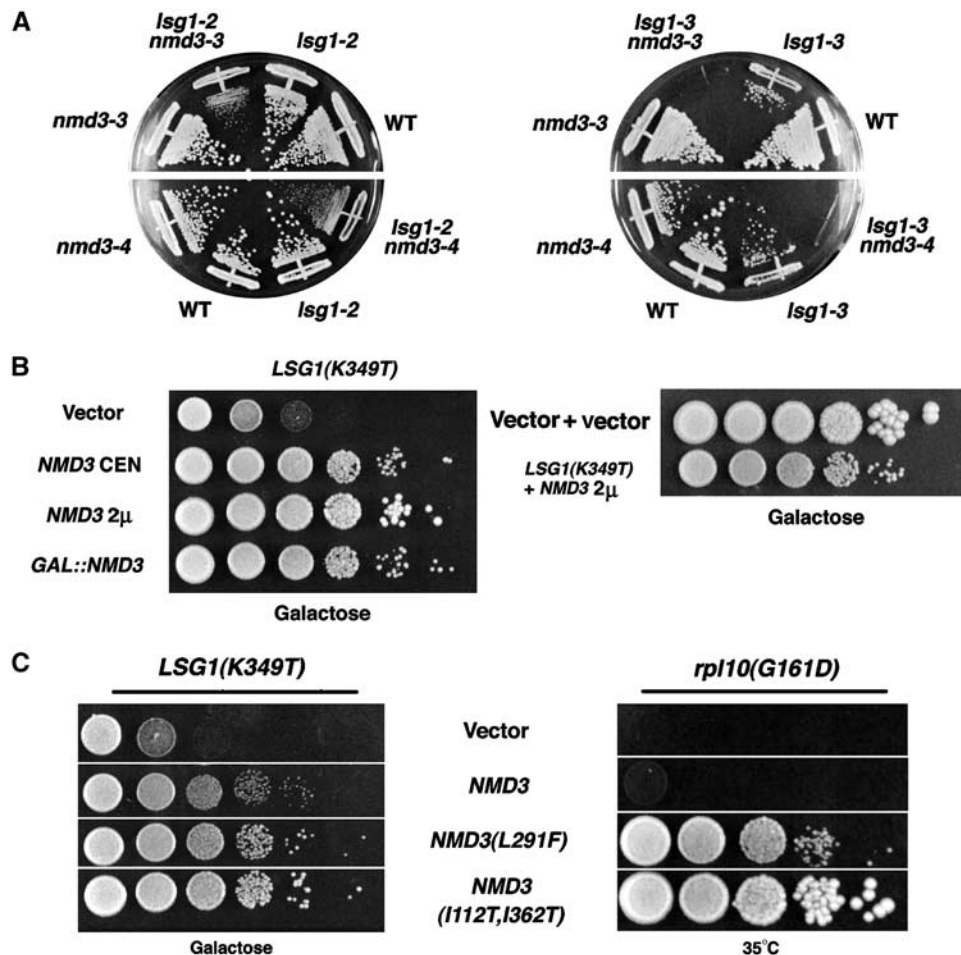 A
lsg1-2
nmd3-3
lsg1-2
nmd3-3
WT
nmd3-4
lsg1-2
nmd3-4
WT
lsg1-2
lsg1-3
nmd3-3
lsg1-3
nmd3-3
WT
nmd3-4
lsg1-3
nmd3-4
WT
lsg1-3
B
LSG1(K349T)
Vector
NMD3 CEN
NMD3 2μ
GAL::NMD3
Galactose
Vector + vector
LSG1(K349T)
+ NMD3 2μ
Galactose
C
LSG1(K349T)
rpl10(G161D)
Vector
NMD3
NMD3(L291F)
NMD3
(I112T,I362T)
Galactose
35°C